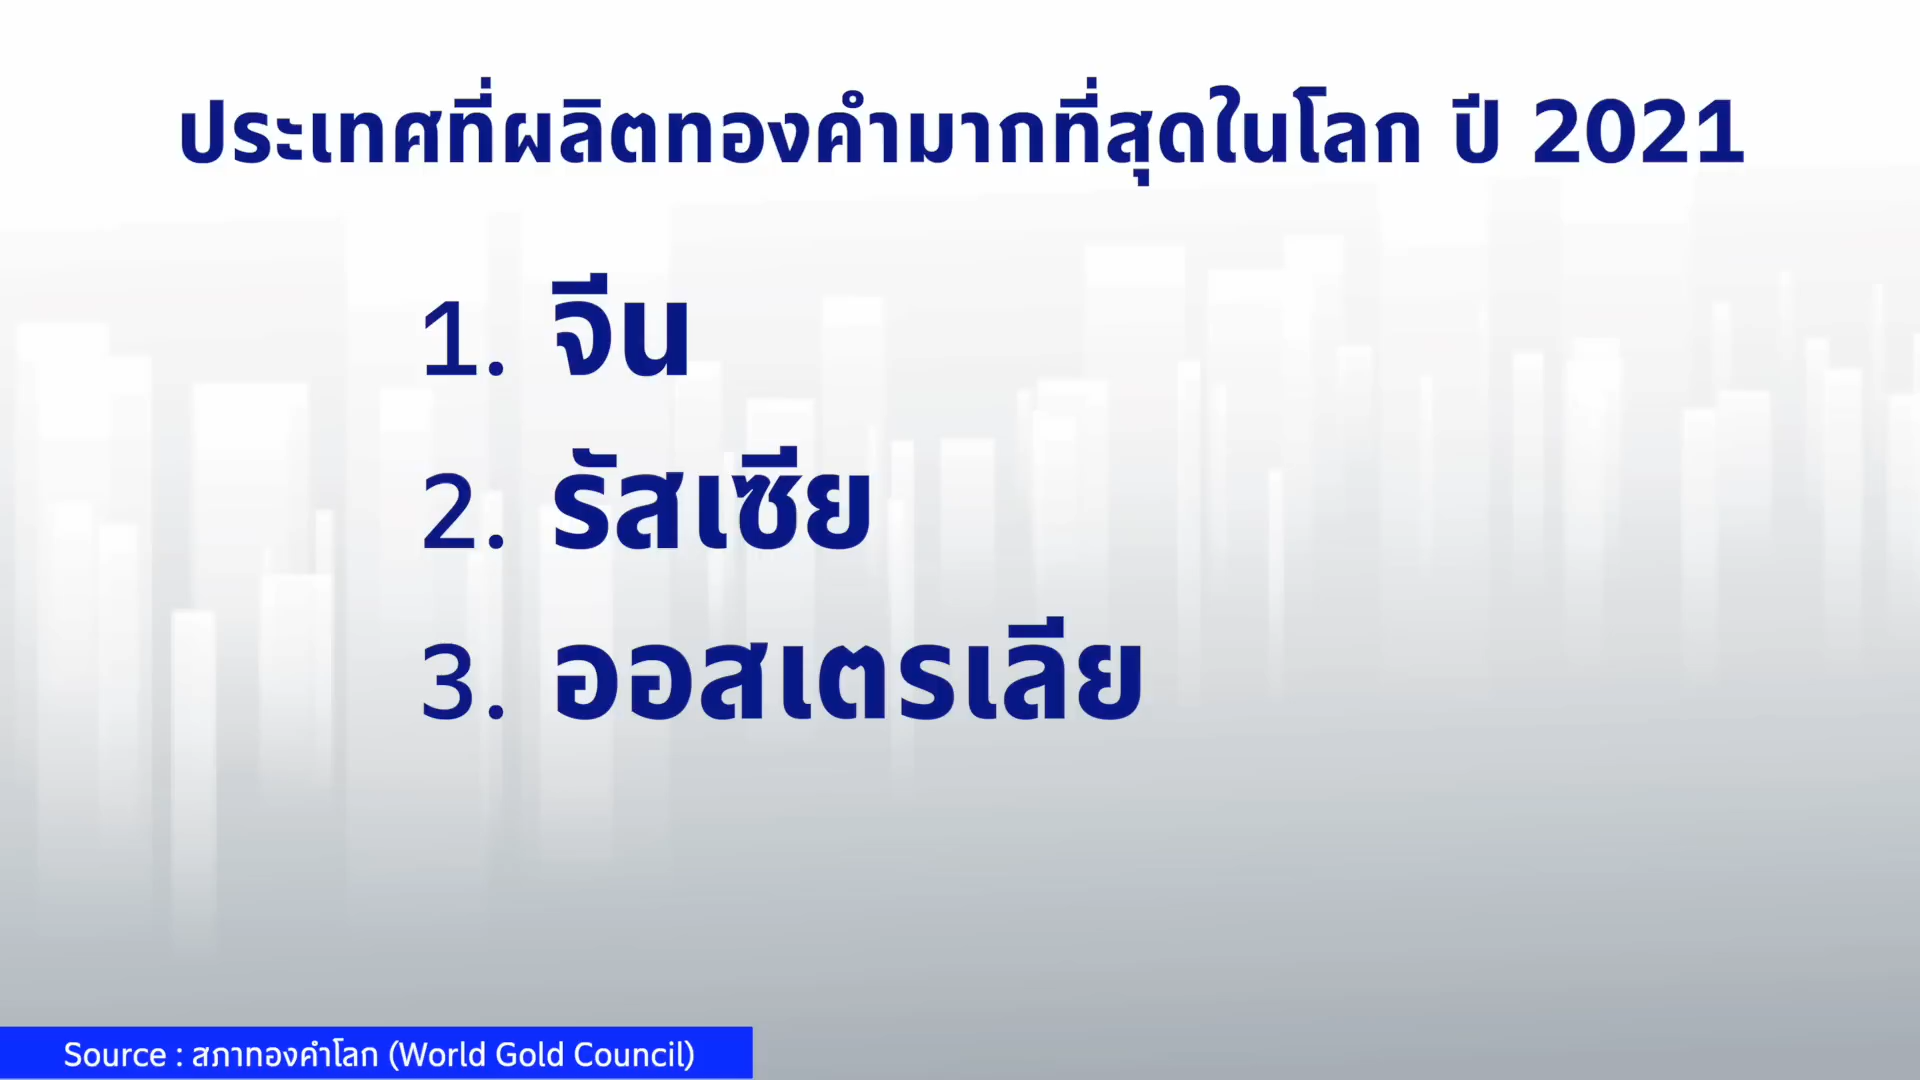 ประเทศที่ผลิตทองคำมากที่สุดในโลก ปี 2021
1. จีน
2. รัสเซีย
3. ออสเตรเลีย
Source : สภาทองคำโลก (World Gold Council)